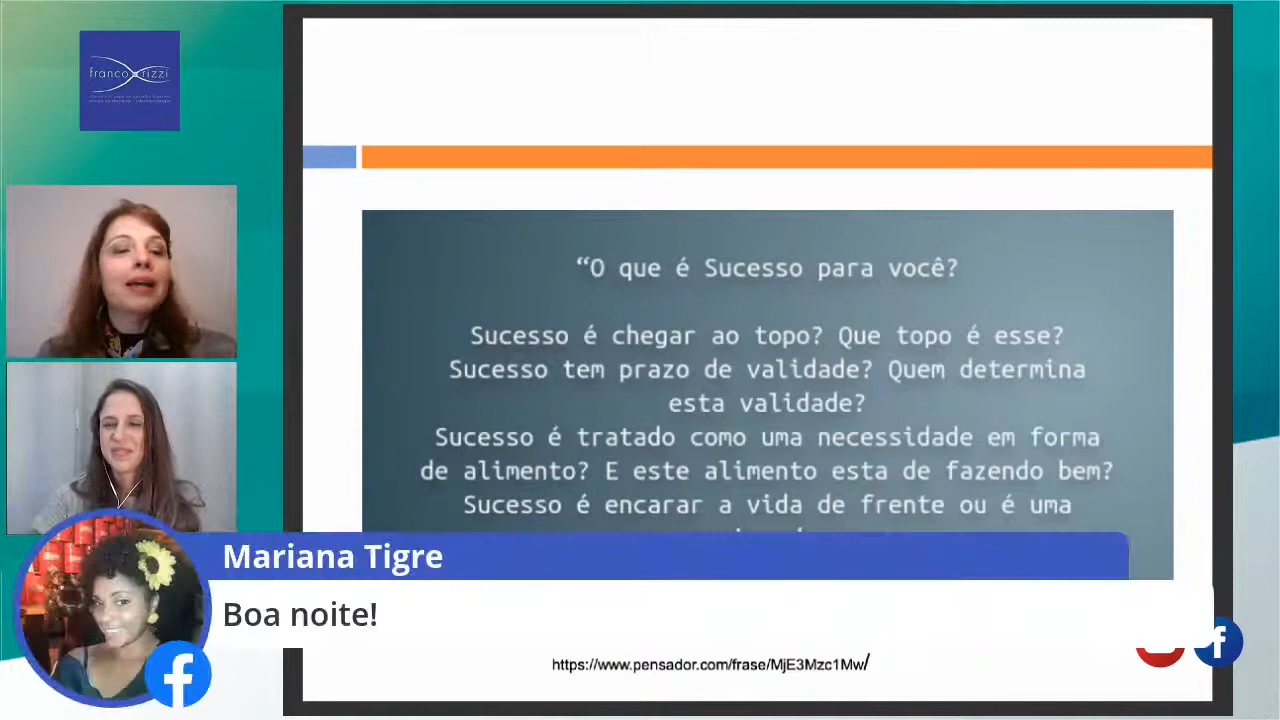 franco rizzi
“O que é Sucesso para você?
Sucesso é chegar ao topo? Que topo é esse?
Sucesso tem prazo de validade? Quem determina
esta validade?
Sucesso é tratado como uma necessidade em forma
de alimento? E este alimento esta de fazendo bem?
Sucesso é encarar a vida de frente ou é uma
Mariana Tigre
Boa noite!
https://www.pensador.com/frase/MjE3Mzc1Mw/